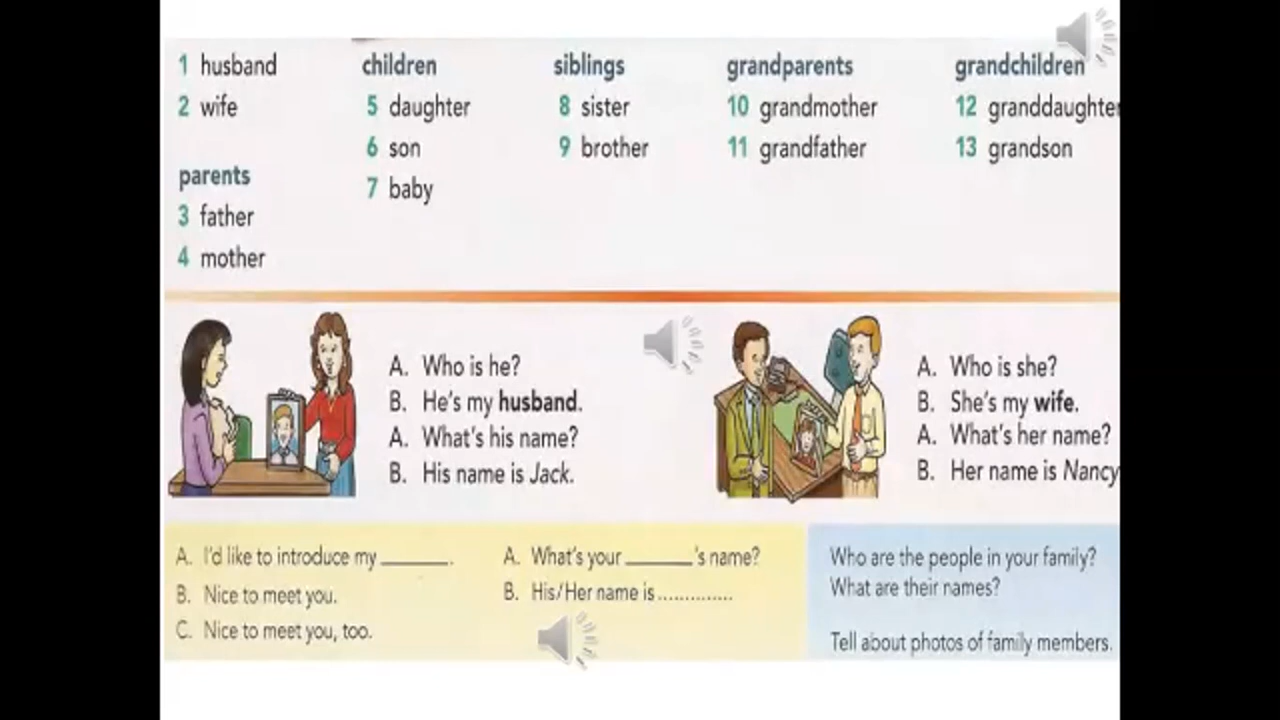 1 husband
2 wife
parents
3 father
4 mother
children
5 daughter
6 son
7 baby
siblings
8 sister
9 brother
grandparents
10 grandmother
11 grandfather
grandchildren
12 granddaughter
13 grandson
A. Who is he?
B. He's my husband.
A. What's his name?
B. His name is Jack.
A. Who is she?
B. She's my wife.
A. What's her name?
B. Her name is Nancy
A. I'd like to introduce my ______.
B. Nice to meet you.
C. Nice to meet you, too.
A. What's your ______'s name?
B. His/Her name is ..............
Who are the people in your family?
What are their names?
Tell about photos of family members.